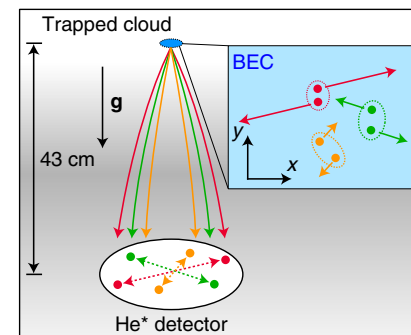 Trapped cloud
BEC
g
y
x
43 cm
He* detector